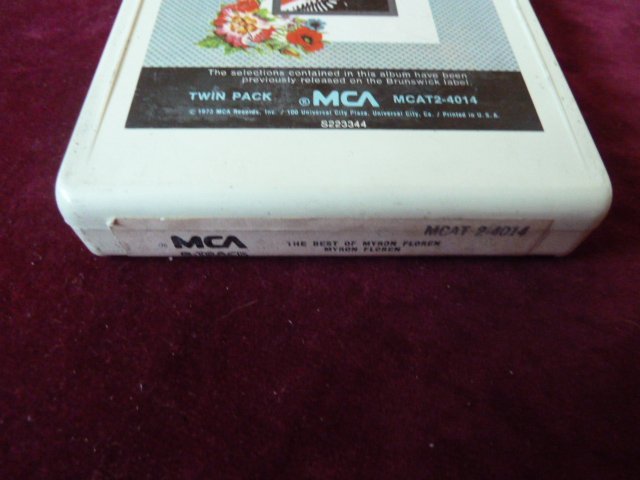 The selections contained in this album have been
previously released on the Brunswick label.
TWIN PACK ® MCA MCAT2-4014
© 1973 MCA Records, Inc. / 100 Universal City Plaza, Universal City, Ca. / Printed in U.S.A.
S223344
MCA THE BEST OF MYRON FLOREN MCAT-2-4014
8-TRACK MYRON FLOREN